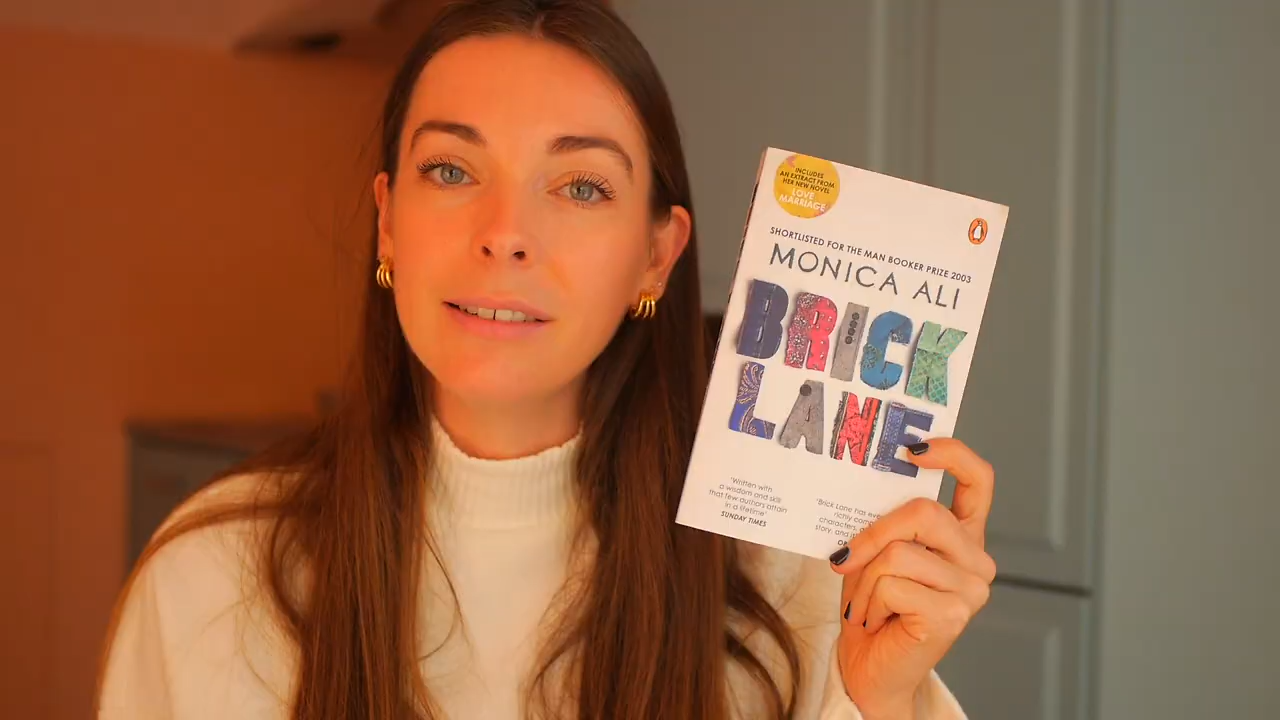 INCLUDES
AN EXTRACT FROM
HER NEW NOVEL
LOVE
MARRIAGE
SHORTLISTED FOR THE MAN BOOKER PRIZE 2003
MONICA ALI
BRICK
LANE
"Written with
a wisdom and skill
that few authors attain
in a lifetime"
SUNDAY TIMES
"Brick Lane has
richly
characters,
story, and